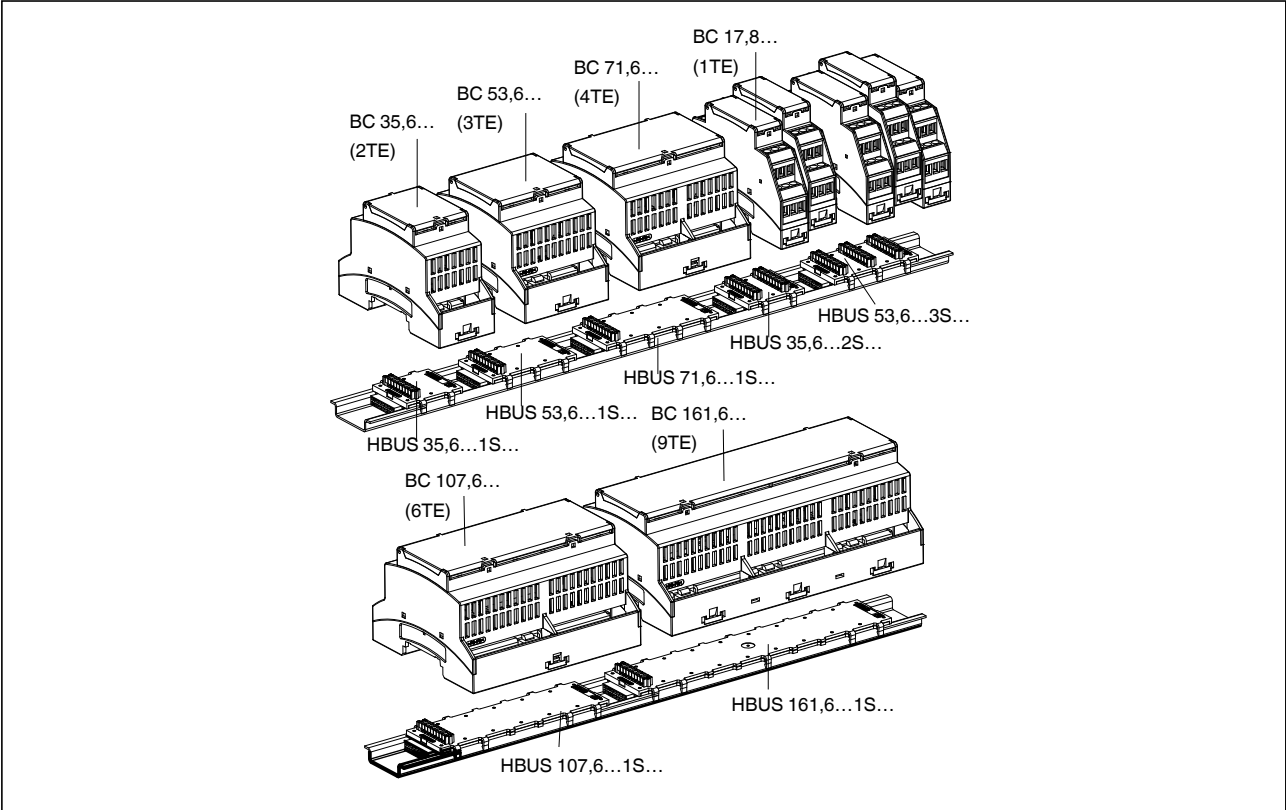 BC 17,8…
(1TE)
BC 71,6…
(4TE)
BC 53,6…
(3TE)
BC 35,6…
(2TE)
HBUS 53,6…3S…
HBUS 35,6…2S…
HBUS 71,6…1S…
HBUS 53,6…1S…
HBUS 35,6…1S…
BC 161,6…
(9TE)
BC 107,6…
(6TE)
HBUS 161,6…1S…
HBUS 107,6…1S…